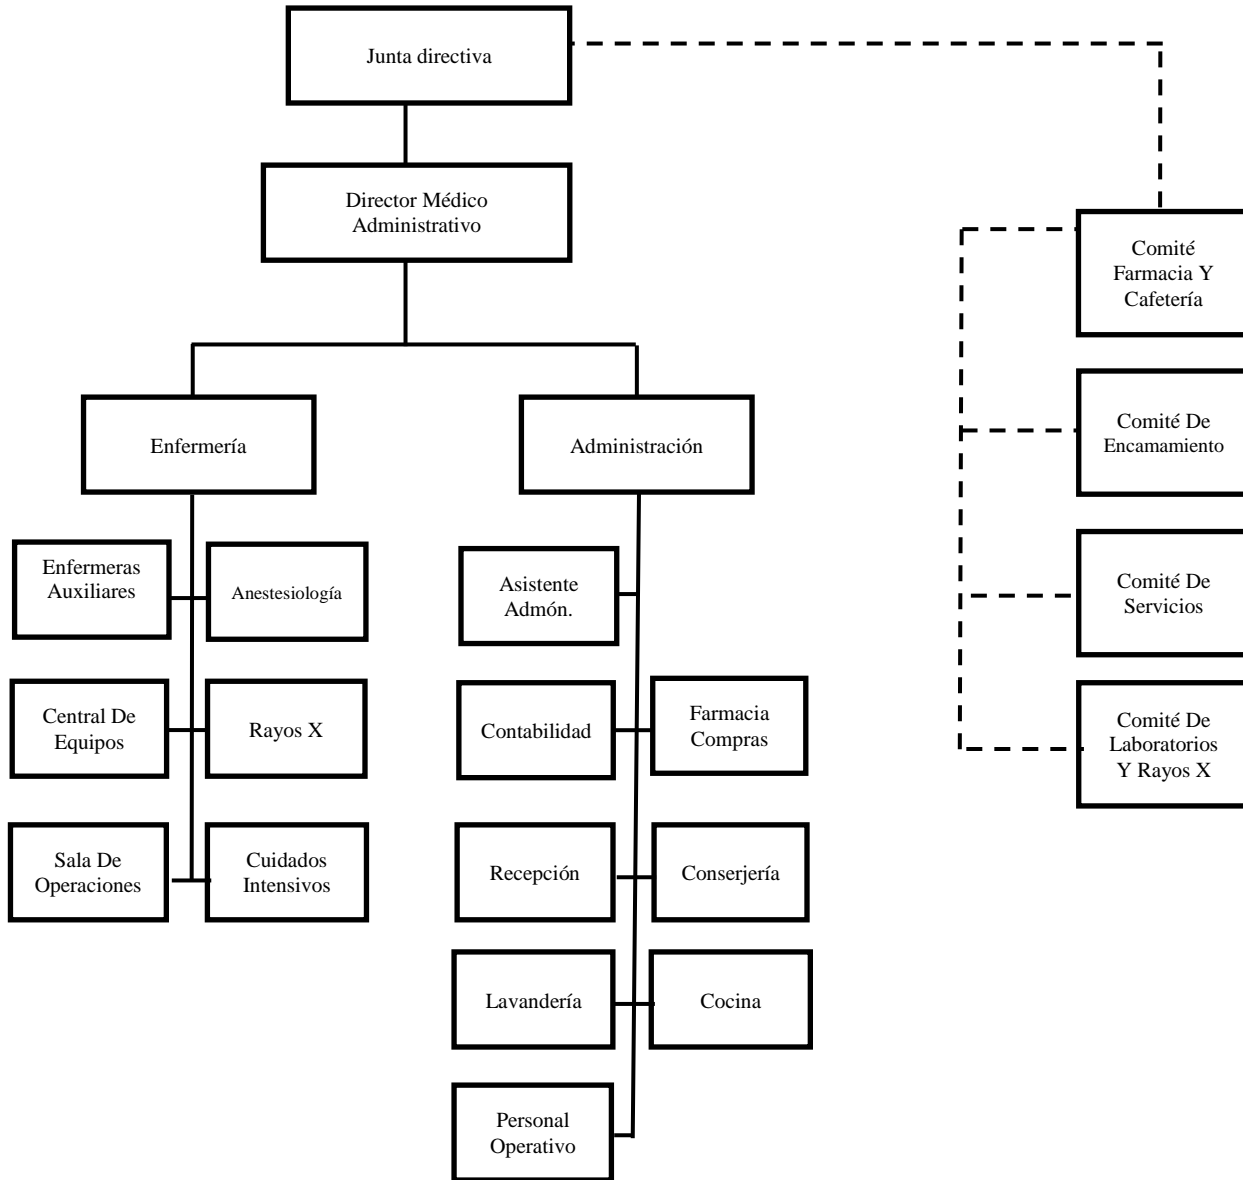 Junta directiva
Director Médico
Administrativo
Comité
Farmacia Y
Cafetería
Comité De
Encamamiento
Comité De
Servicios
Comité De
Laboratorios
Y Rayos X
Enfermería
Administración
Enfermeras
Auxiliares
Anestesiología
Central De
Equipos
Rayos X
Sala De
Operaciones
Cuidados
Intensivos
Asistente
Admón.
Contabilidad
Farmacia
Compras
Recepción
Conserjería
Lavandería
Cocina
Personal
Operativo